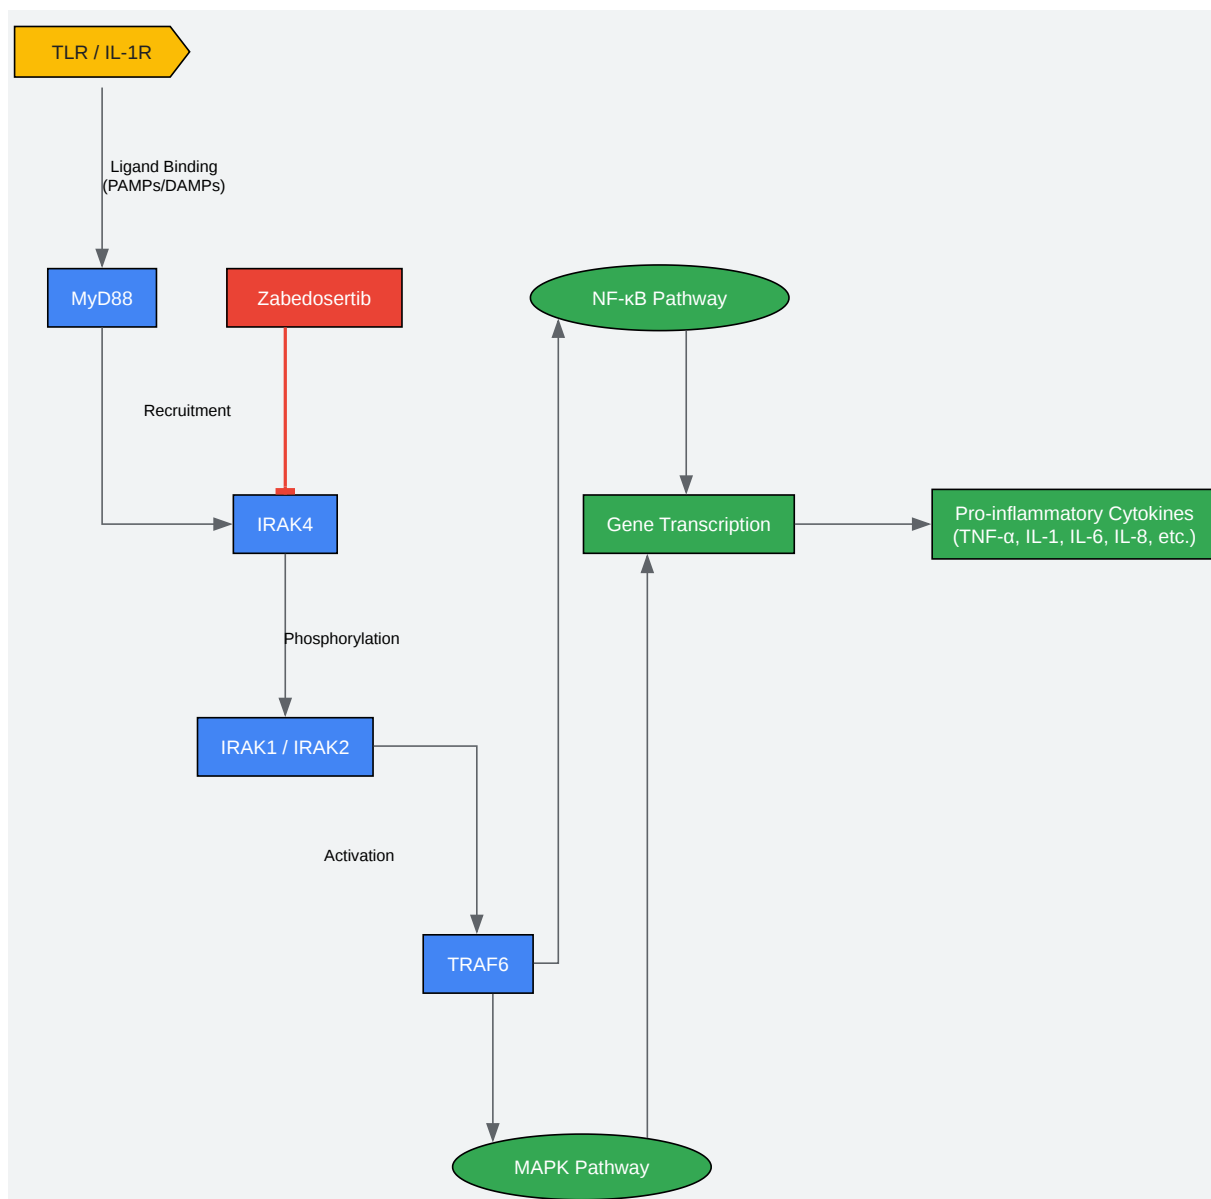 TLR / IL-1R
Ligand Binding
(PAMPs/DAMPs)
MyD88
Zabedosertib
NF-κB Pathway
Recruitment
IRAK4
Gene Transcription
Pro-inflammatory Cytokines
(TNF-α, IL-1, IL-6, IL-8, etc.)
Phosphorylation
IRAK1 / IRAK2
Activation
TRAF6
MAPK Pathway